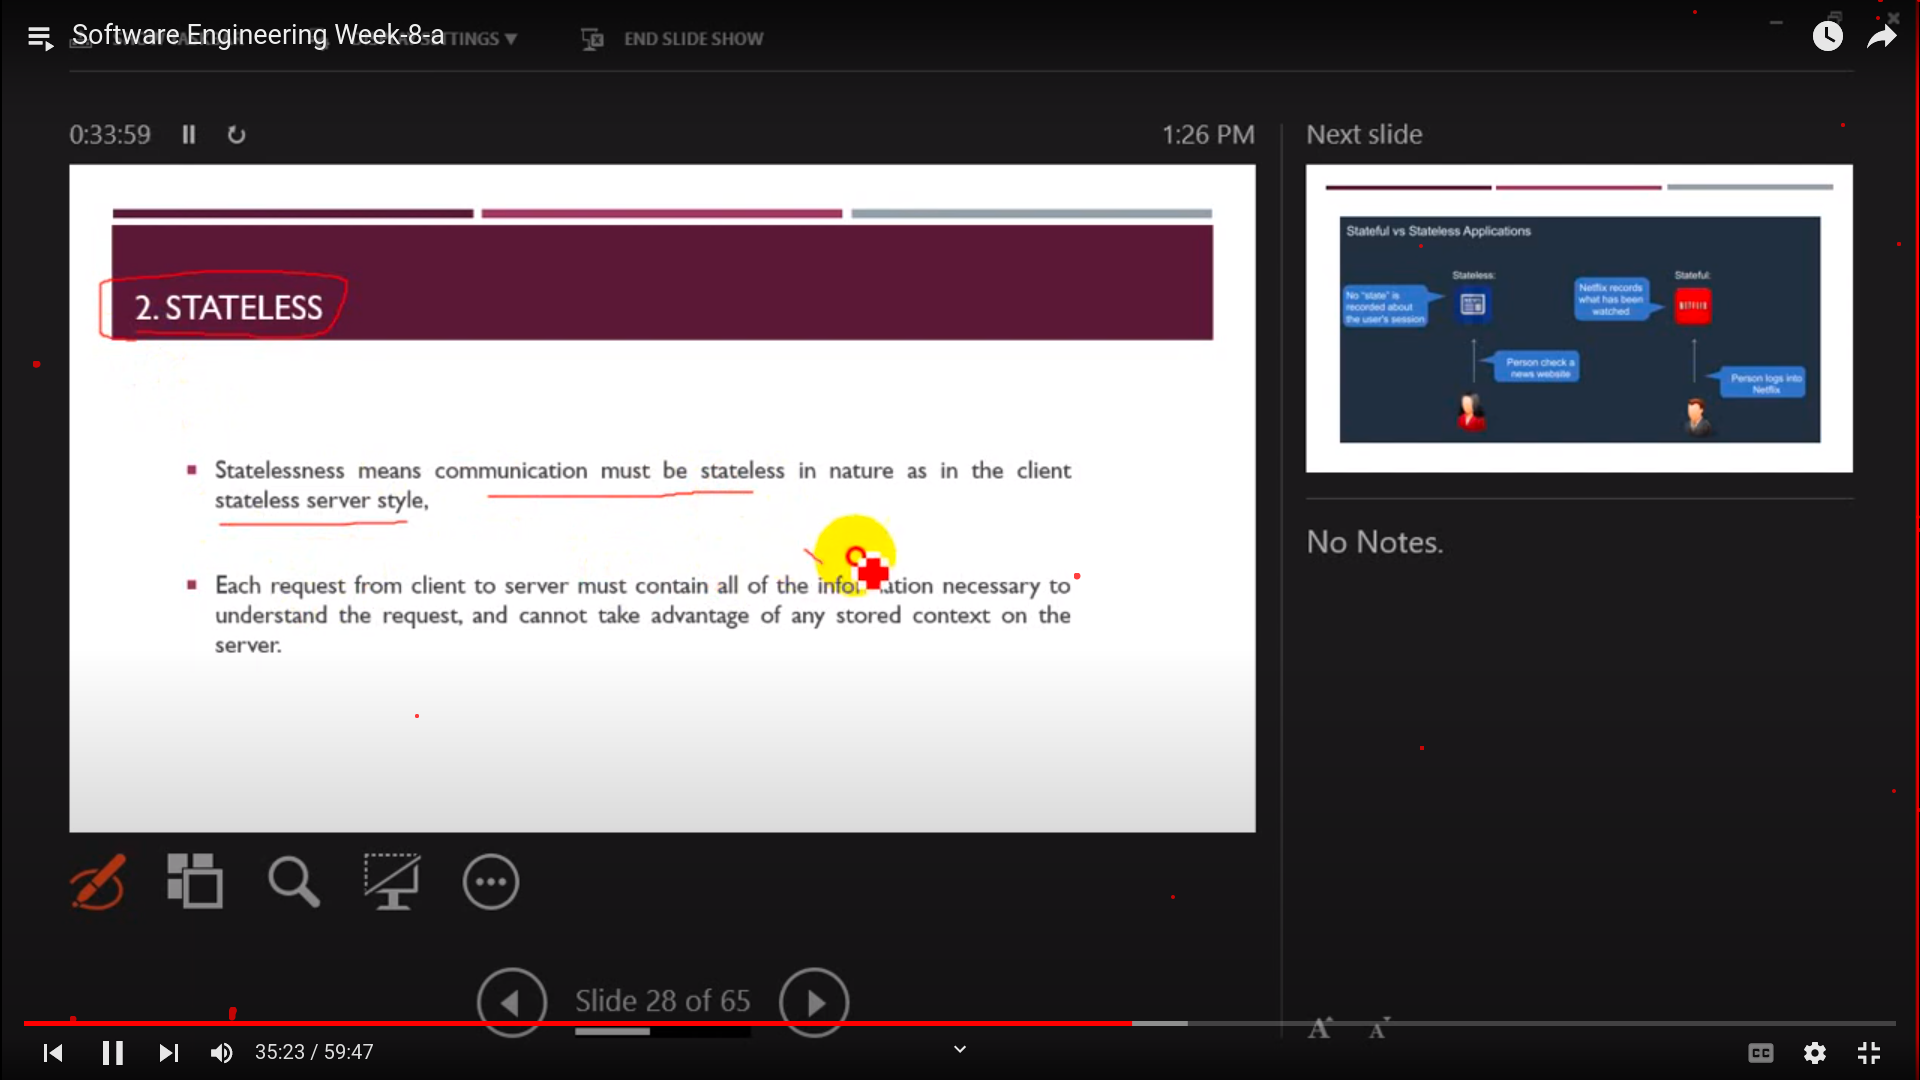 Software Engineering Week-8-a
SETTINGS ▼
END SLIDE SHOW
0:33:59
1:26 PM
Next slide
2. STATELESS
Statelessness means communication must be stateless in nature as in the client
stateless server style,
Each request from client to server must contain all of the necessary to
understand the request, and cannot take advantage of any stored context on the
server.
Stateful vs Stateless Applications
Stateless:
No "state" is
recorded about
the user's session
NEWS
Person check a
news website
Stateful:
Netflix records
what has been
watched
NETFLIX
Person logs into
Netflix
No Notes.
Slide 28 of 65
A A
35:23 / 59:47
CC